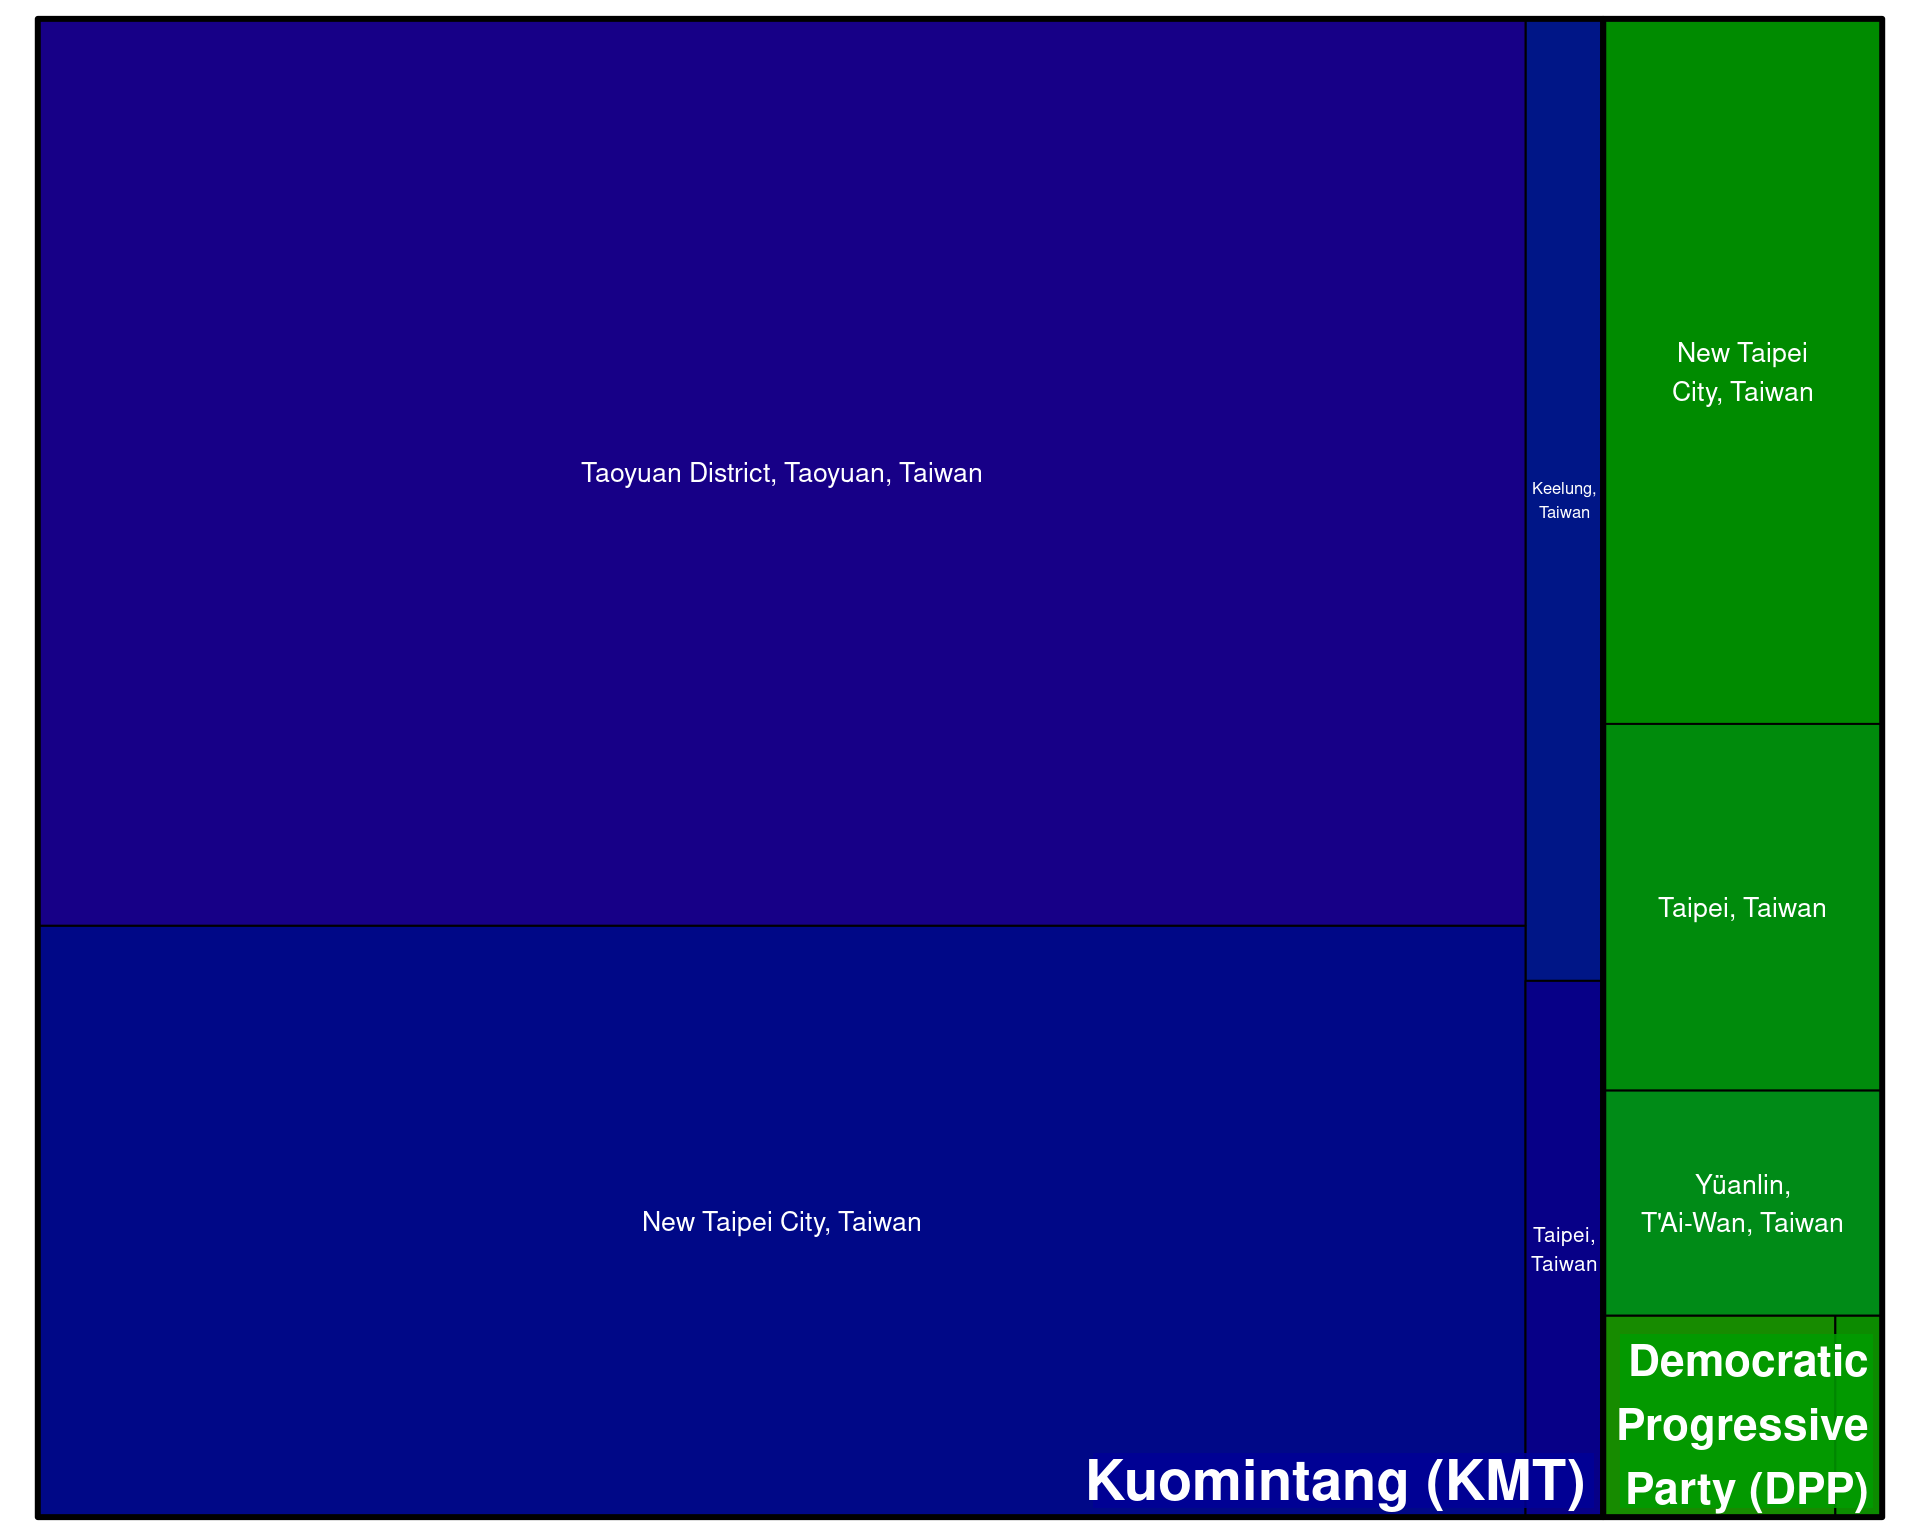 Taoyuan District, Taoyuan, Taiwan
New Taipei City, Taiwan
Kuomintang (KMT)
Keelung,
Taiwan
Taipei,
Taiwan
New Taipei
City, Taiwan
Taipei, Taiwan
Yüanlin,
T'Ai-Wan, Taiwan
Democratic
Progressive
Party (DPP)